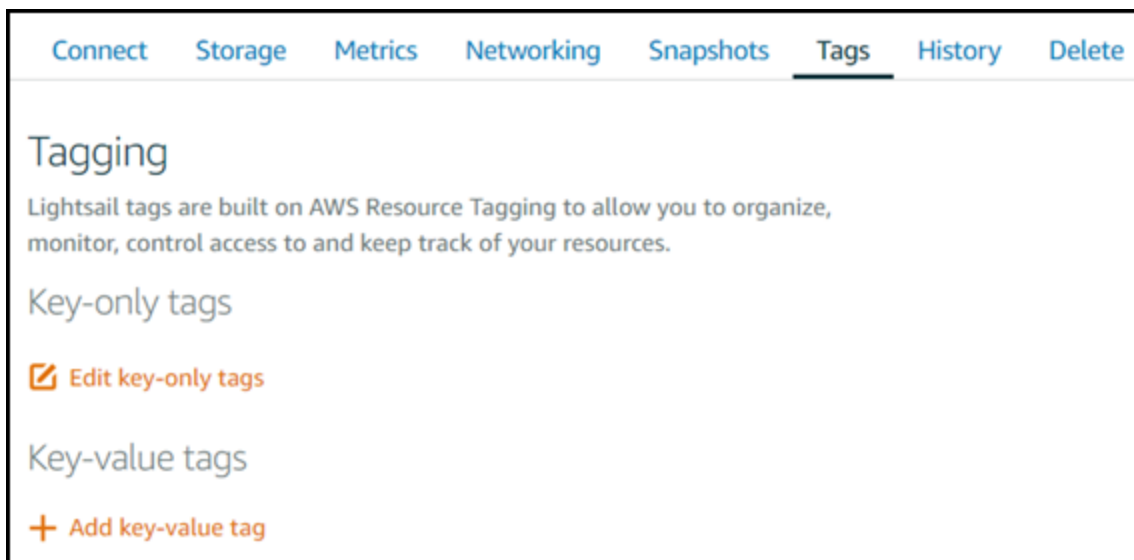 Connect Storage Metrics Networking Snapshots Tags History Delete
Tagging
Lightsail tags are built on AWS Resource Tagging to allow you to organize,
monitor, control access to and keep track of your resources.
Key-only tags
Edit key-only tags
Key-value tags
Add key-value tag